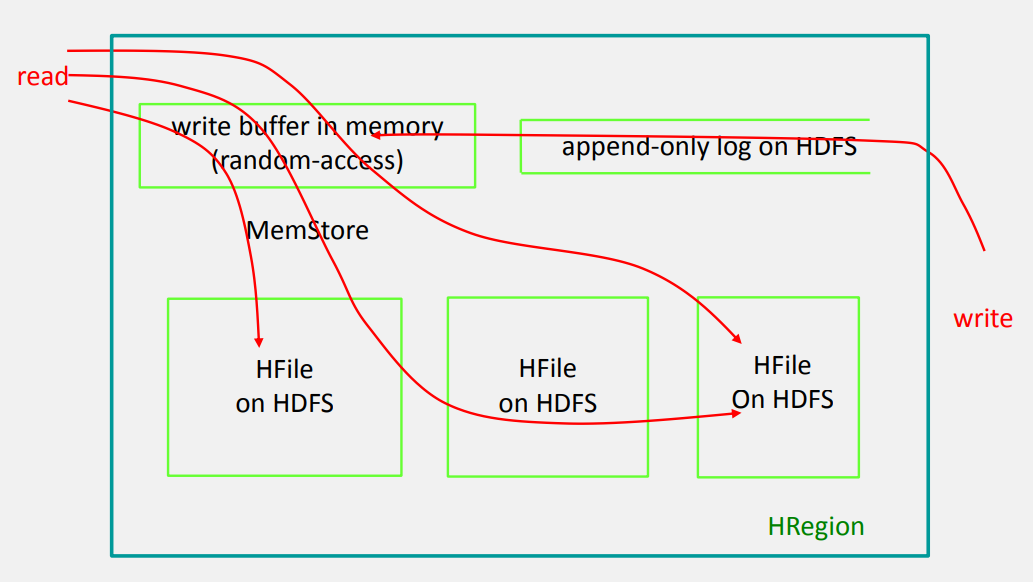 read
write buffer in memory
(random-access)
append-only log on HDFS
MemStore
write
HFile
on HDFS
HFile
on HDFS
HFile
On HDFS
HRegion